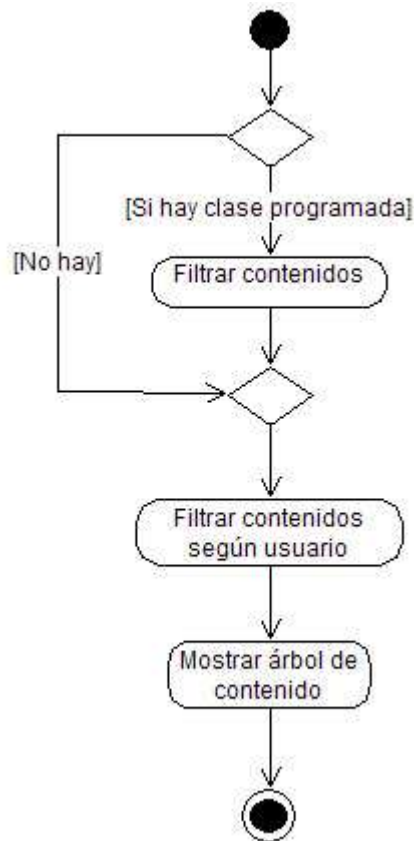 [Si hay clase programada]
[No hay]
Filtrar contenidos
Filtrar contenidos
según usuario
Mostrar árbol de
contenido